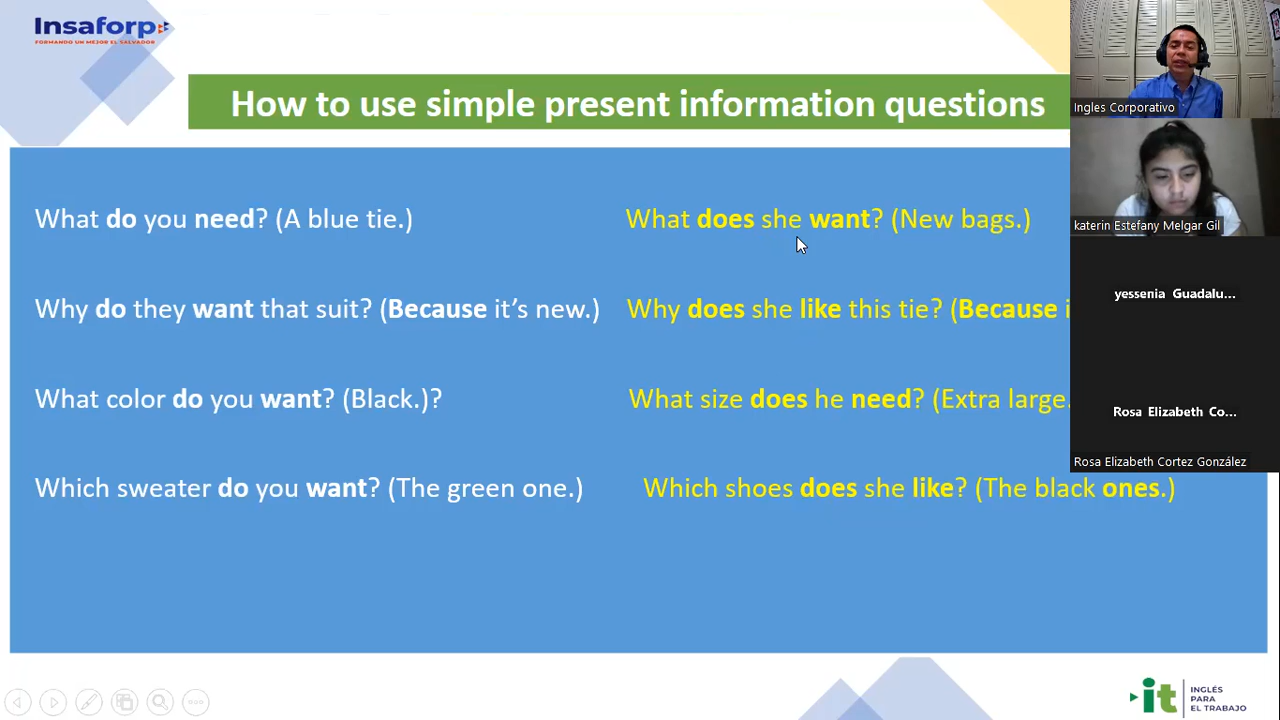 Insaforp
FORMANDO UN MEJOR EL SALVADOR
How to use simple present information questions
Ingles Corporativo
katerin Estefany Melgar Gil
yessenia Guadalu...
Rosa Elizabeth Co...
Rosa Elizabeth Cortez González
What do you need? (A blue tie.)
What does she want? (New bags.)
Why do they want that suit? (Because it's new.)
Why does she like this tie? (Because i
What color do you want? (Black.)?
What size does he need? (Extra large.
Which sweater do you want? (The green one.)
Which shoes does she like? (The black ones.)
it
INGLÉS
PARA
EL TRABAJO